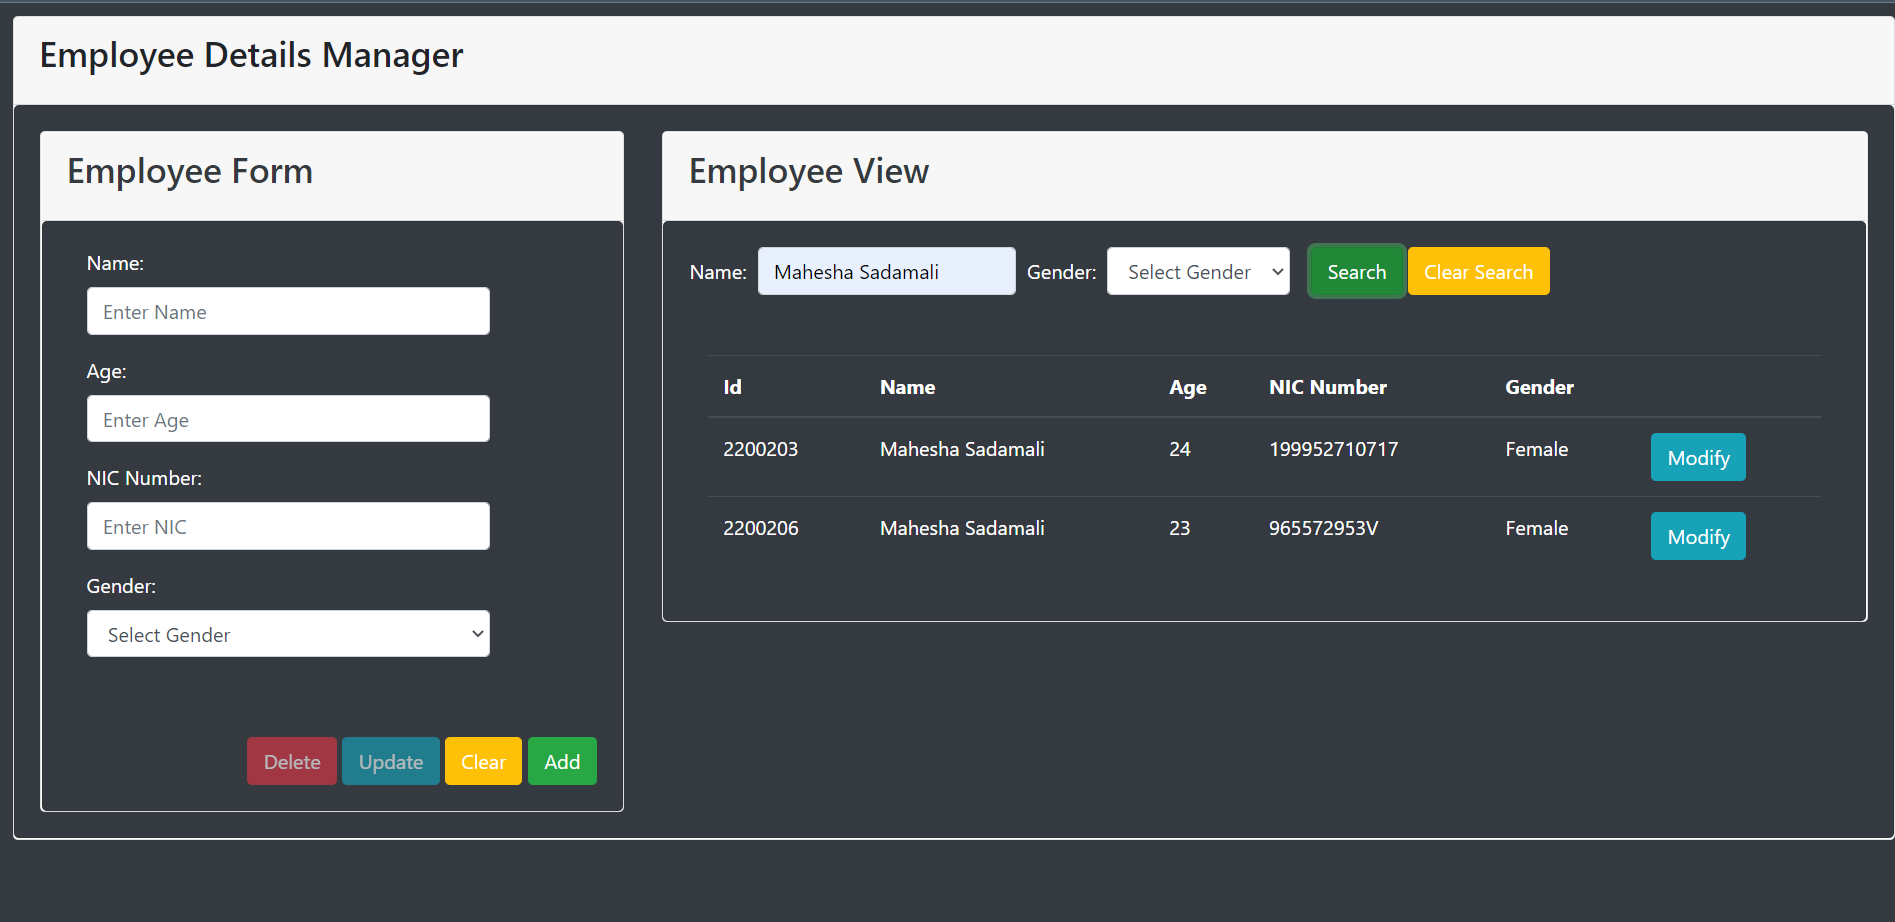 Employee Details Manager
Employee Form
Name:
Enter Name
Age:
Enter Age
NIC Number:
Enter NIC
Gender:
Select Gender
Delete Update Clear Add
Employee View
Name: Mahesha Sadamali Gender: Select Gender Search Clear Search
Id Name Age NIC Number Gender
2200203 Mahesha Sadamali 24 199952710717 Female Modify
2200206 Mahesha Sadamali 23 965572953V Female Modify